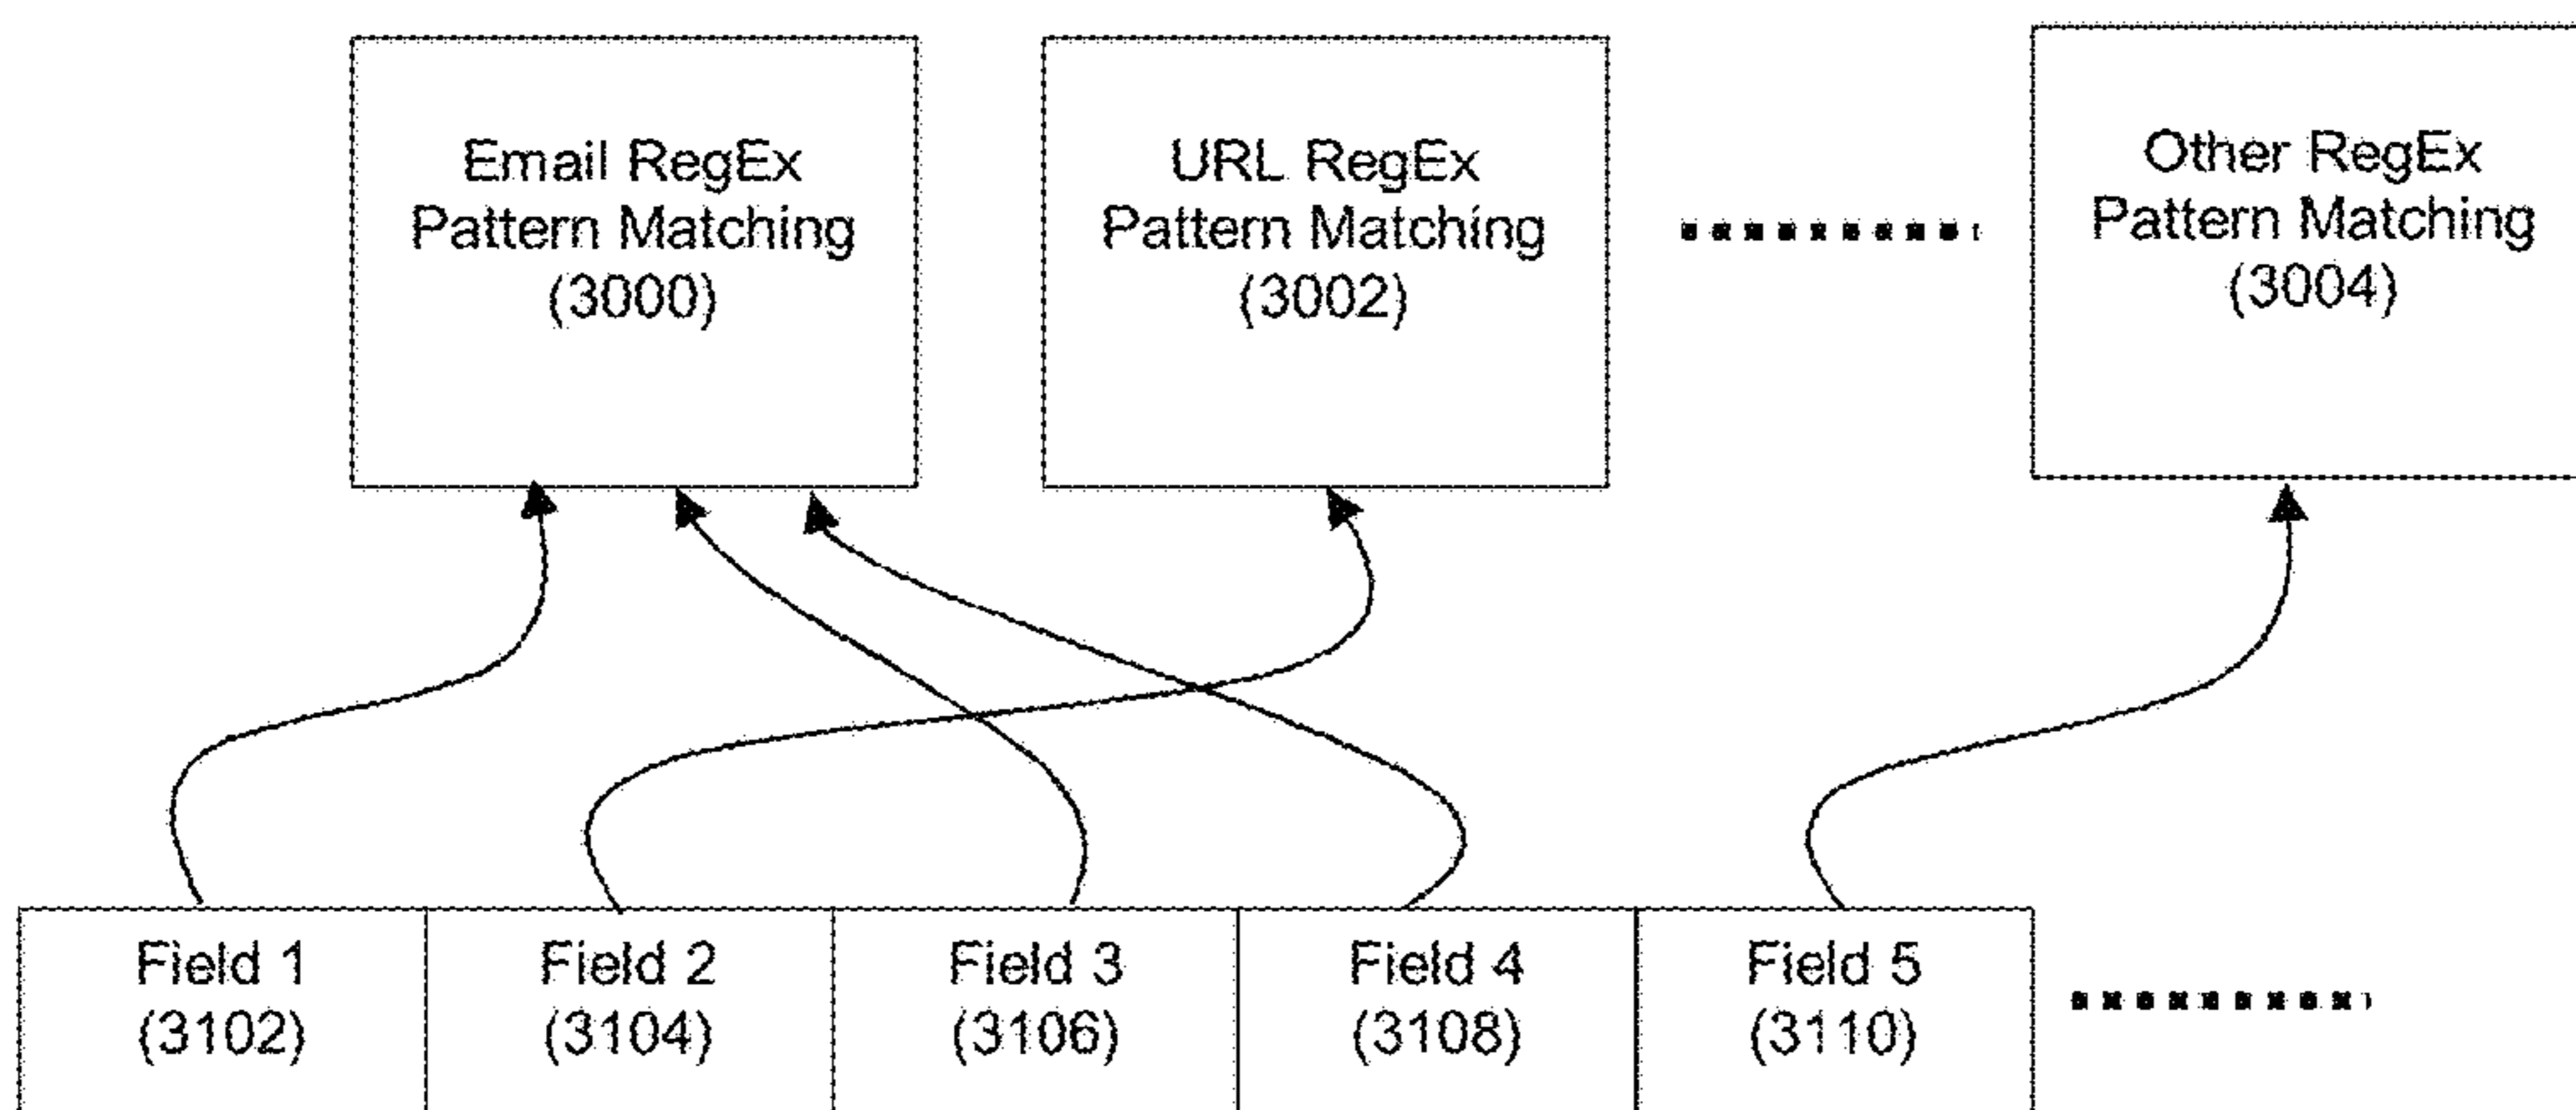 Email RegEx
Pattern Matching
(3000)
URL RegEx
Pattern Matching
(3002)
Other RegEx
Pattern Matching
(3004)
Field 1
(3102)
Field 2
(3104)
Field 3
(3106)
Field 4
(3108)
Field 5
(3110)